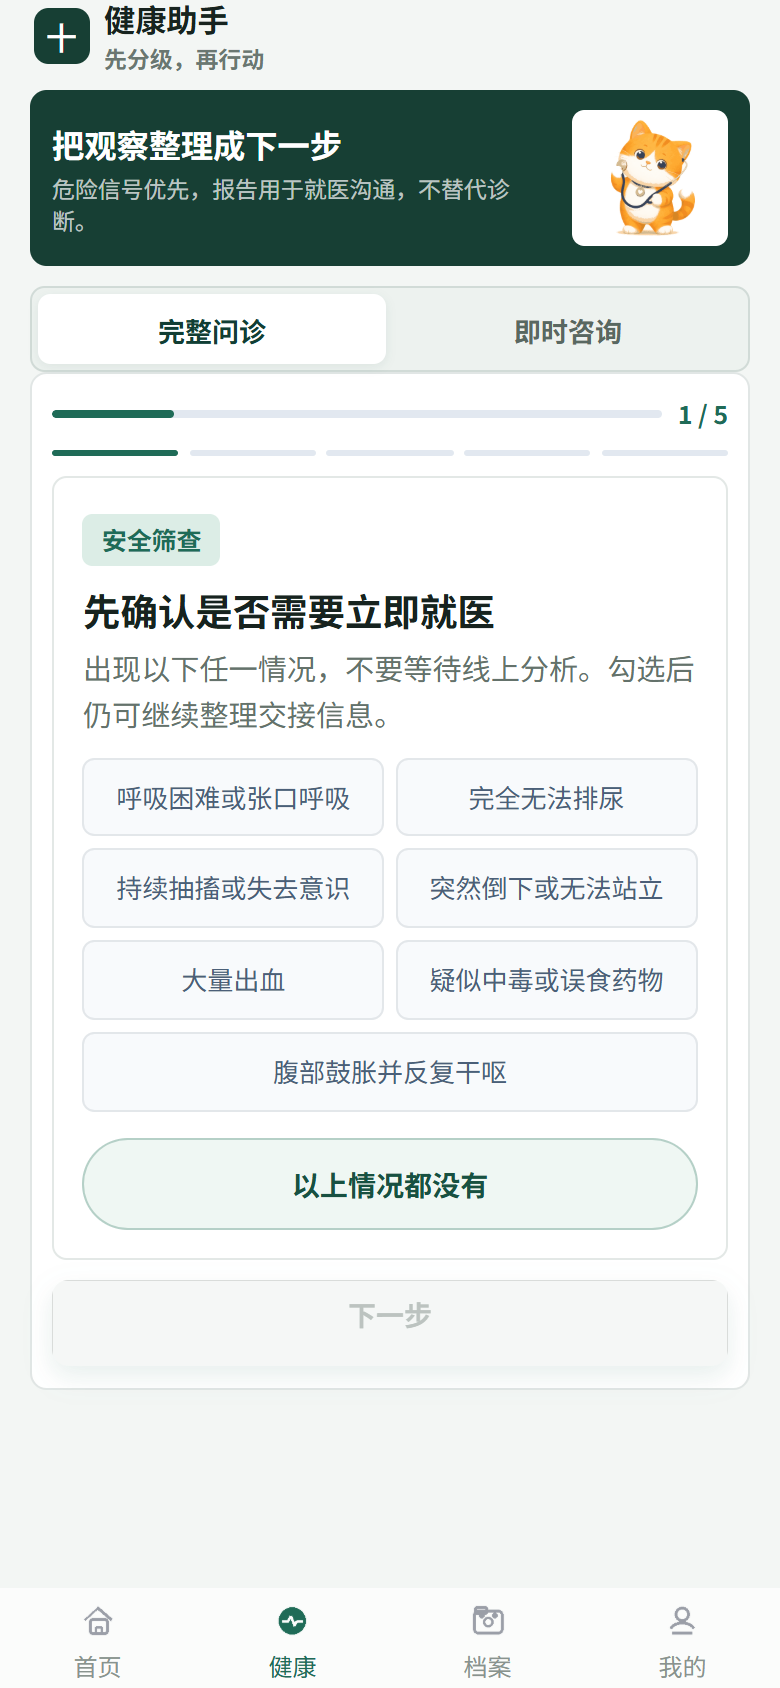 健康助手
先分级，再行动
把观察整理成下一步
危险信号优先，报告用于就医沟通，不替代诊
断。
完整问诊
即时咨询
1 / 5
安全筛查
先确认是否需要立即就医
出现以下任一情况，不要等待线上分析。勾选后
仍可继续整理交接信息。
呼吸困难或张口呼吸
完全无法排尿
持续抽搐或失去意识
突然倒下或无法站立
大量出血
疑似中毒或误食药物
腹部鼓胀并反复干呕
以上情况都没有
下一步
首页
健康
档案
我的